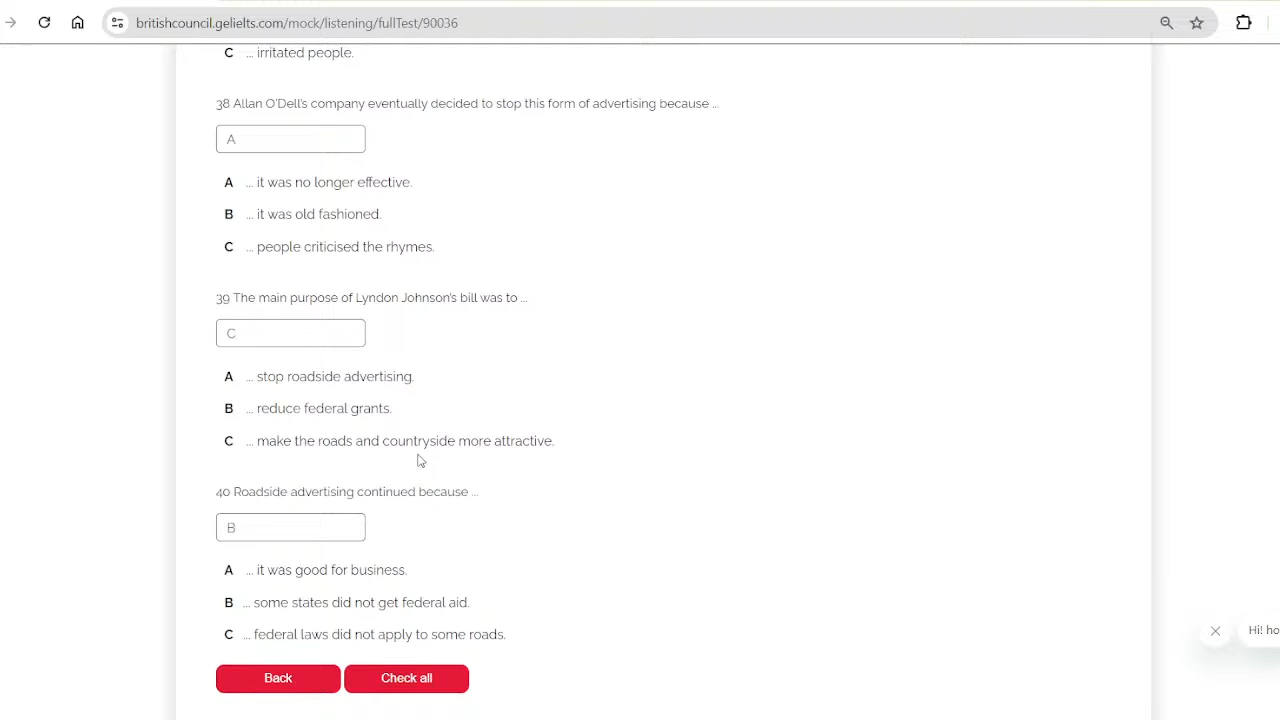 britishcouncil.gelielts.com/mock/listening/fullTest/90036
C ... irritated people.
38 Allan O'Dell's company eventually decided to stop this form of advertising because ...
A
A ... it was no longer effective.
B ... it was old fashioned.
C ... people criticised the rhymes.
39 The main purpose of Lyndon Johnson's bill was to ...
C
A ... stop roadside advertising.
B ... reduce federal grants.
C ... make the roads and countryside more attractive.
40 Roadside advertising continued because ...
B
A ... it was good for business.
B ... some states did not get federal aid.
C ... federal laws did not apply to some roads.
Hi! ho
Back Check all